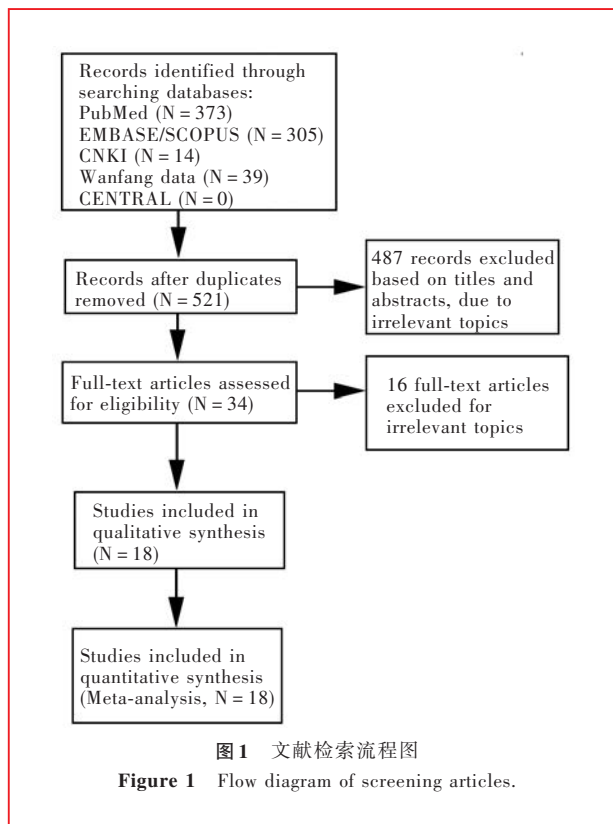 Records identified through
searching databases:
PubMed (N = 373)
EMBASE/SCOPUS (N = 305)
CNKI (N = 14)
Wanfang data (N = 39)
CENTRAL (N = 0)
Records after duplicates
removed (N = 521)
487 records excluded
based on titles and
abstracts, due to
irrelevant topics
Full-text articles assessed
for eligibility (N = 34)
16 full-text articles
excluded for
irrelevant topics
Studies included in
qualitative synthesis
(N = 18)
Studies included in
quantitative synthesis
(Meta-analysis, N = 18)
图1 文献检索流程图
Figure 1 Flow diagram of screening articles.